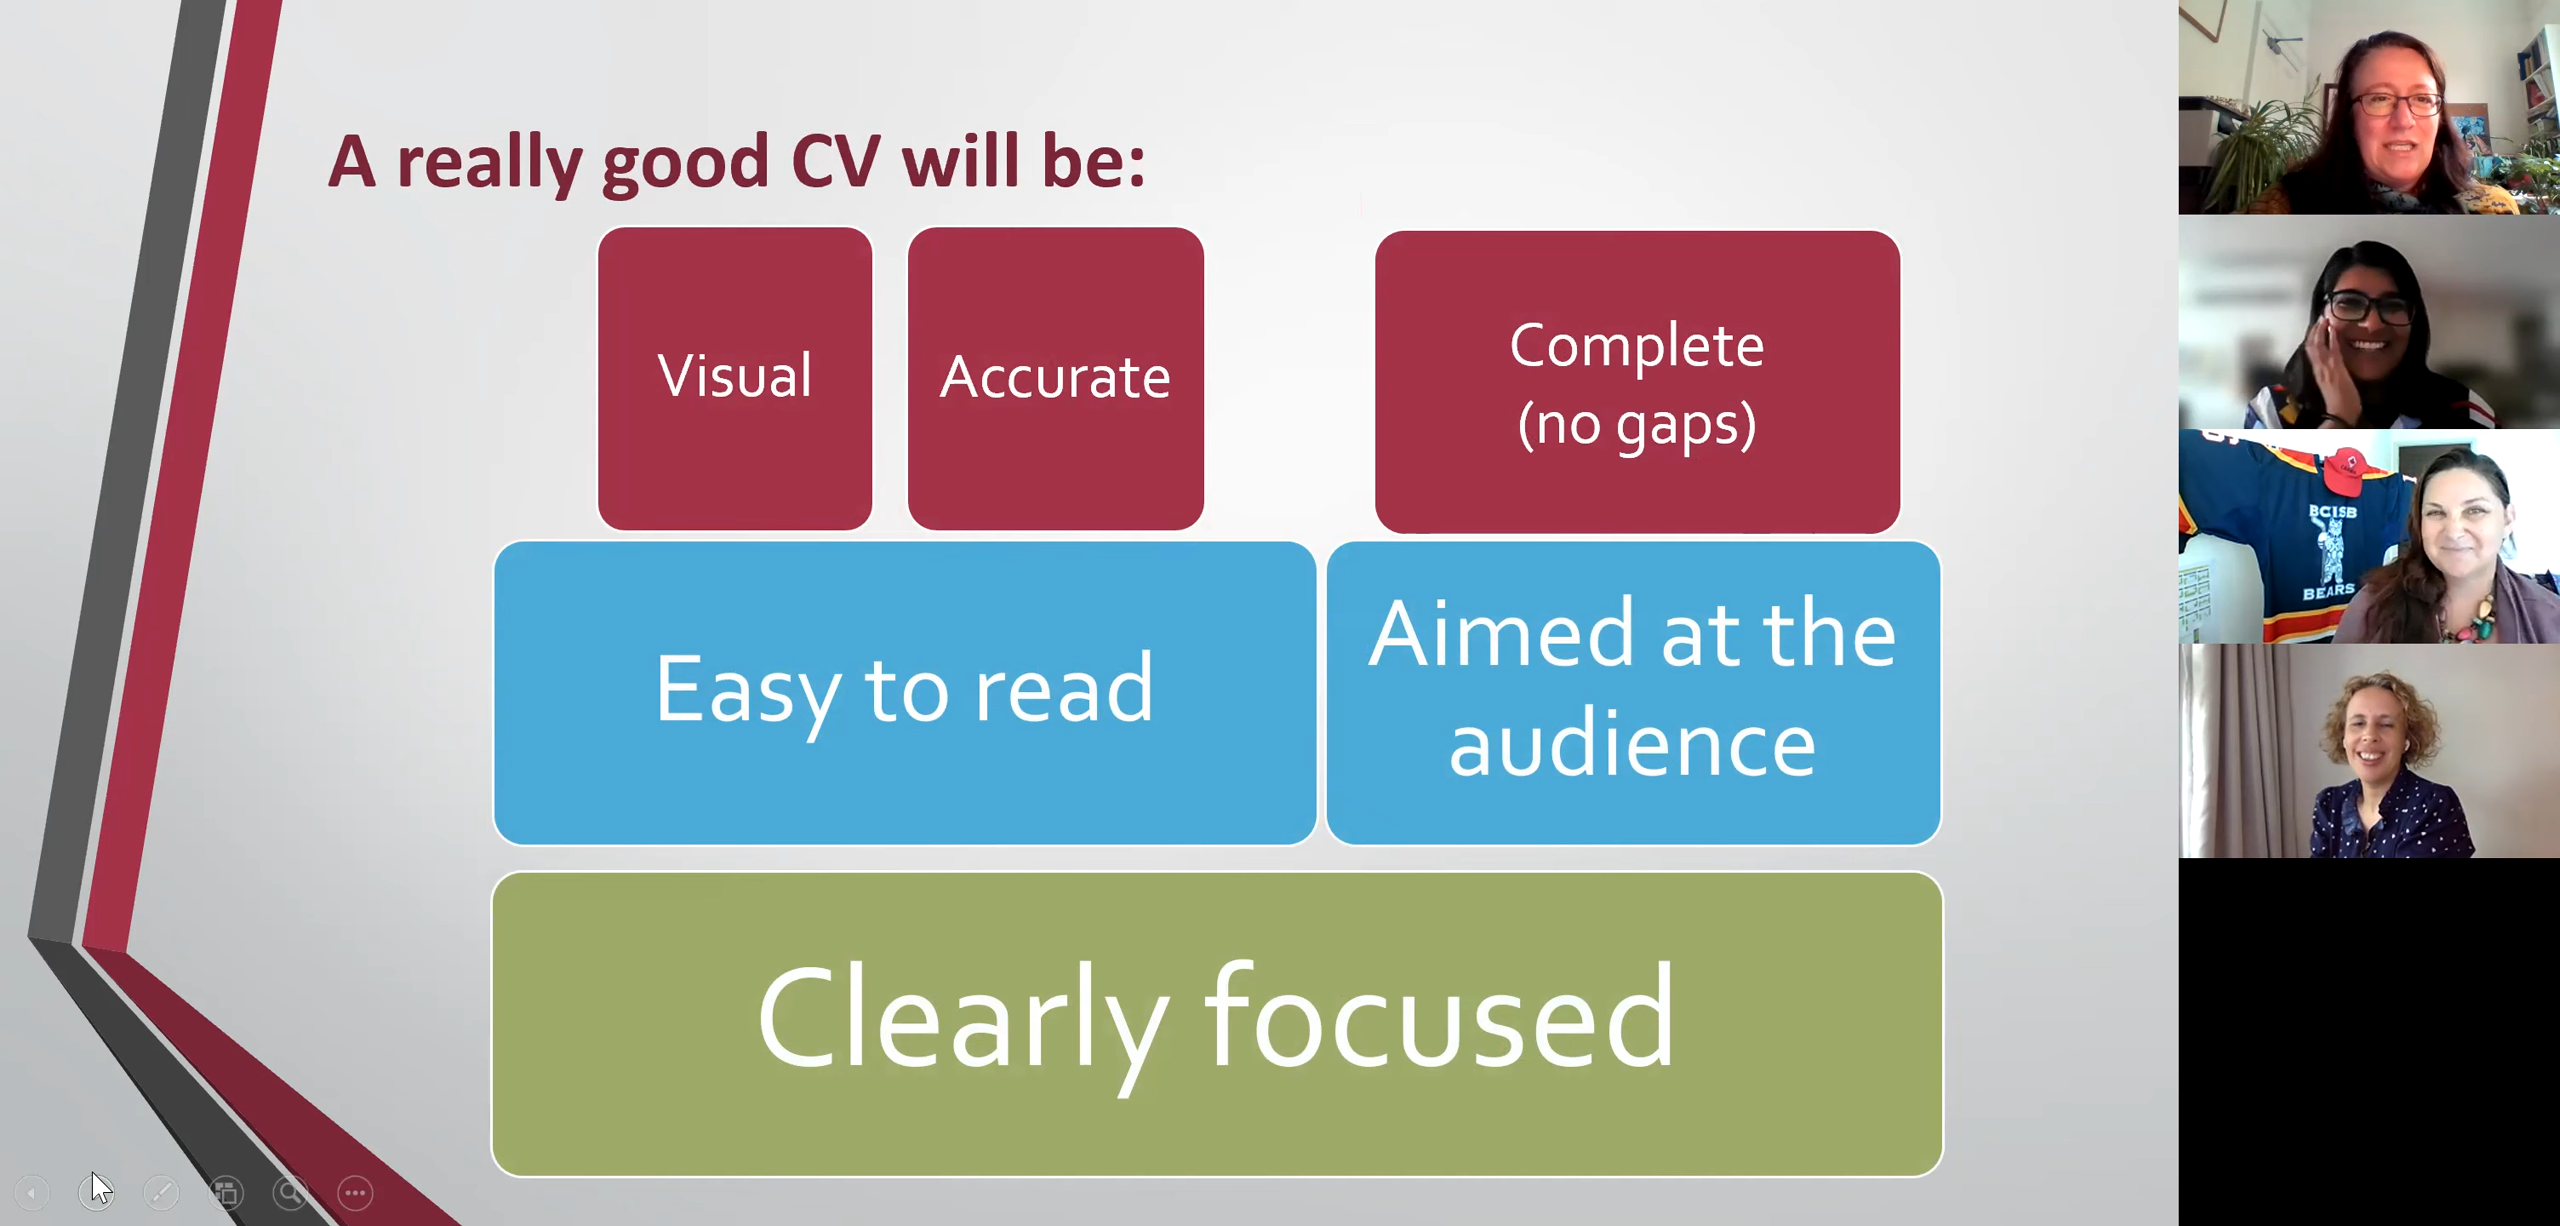 A really good CV will be:
Visual
Accurate
Complete
(no gaps)
Easy to read
Aimed at the
audience
Clearly focused
BCISB
BEARS